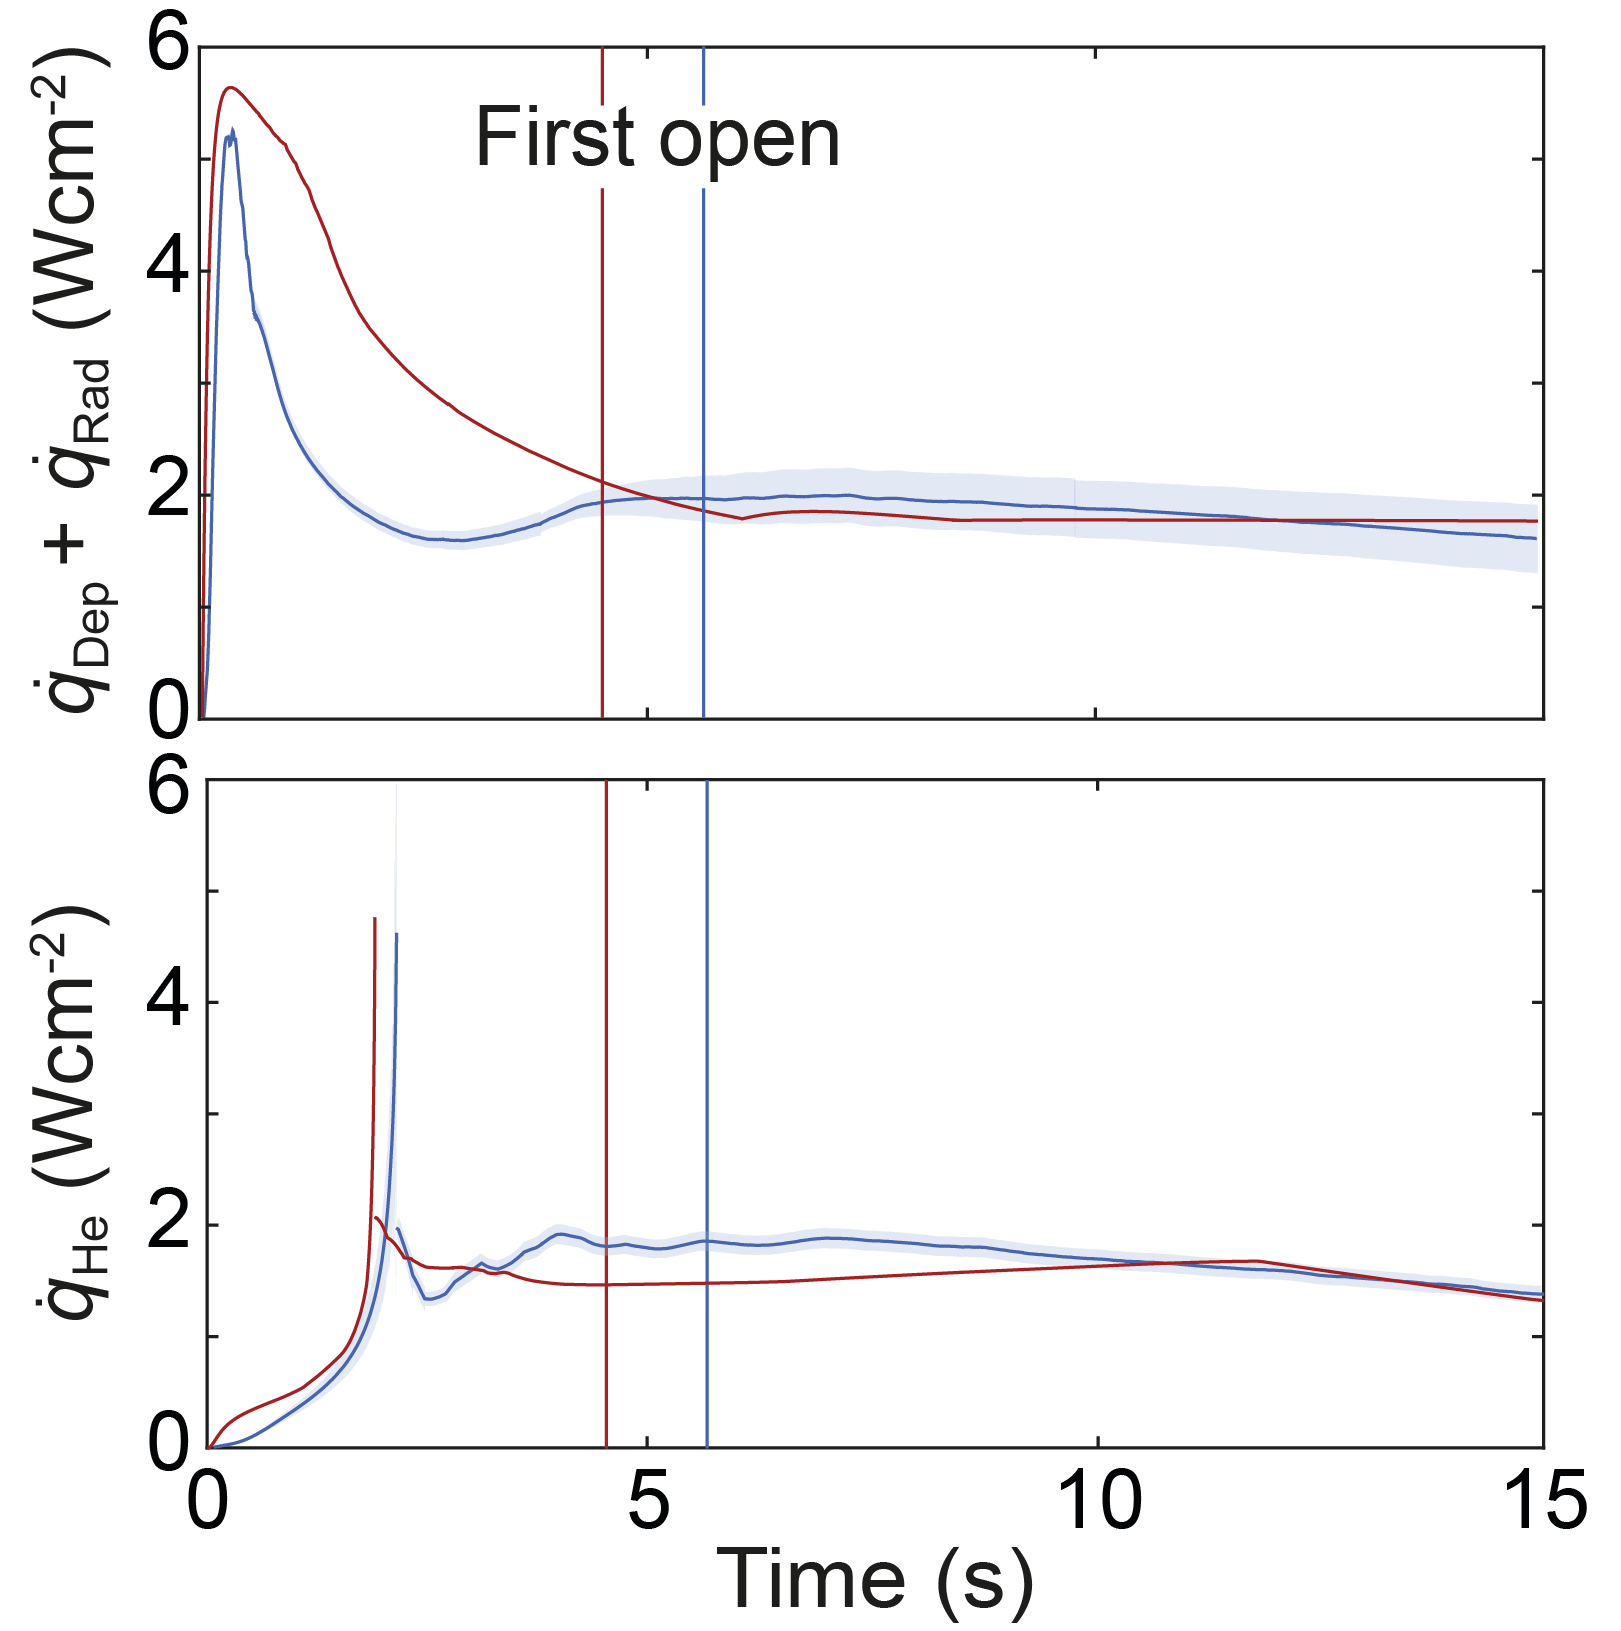 6
4
2
0
q̇Dep + q̇Rad (Wcm-2)
First open
6
4
2
0
q̇He (Wcm-2)
0 5 10 15
Time (s)